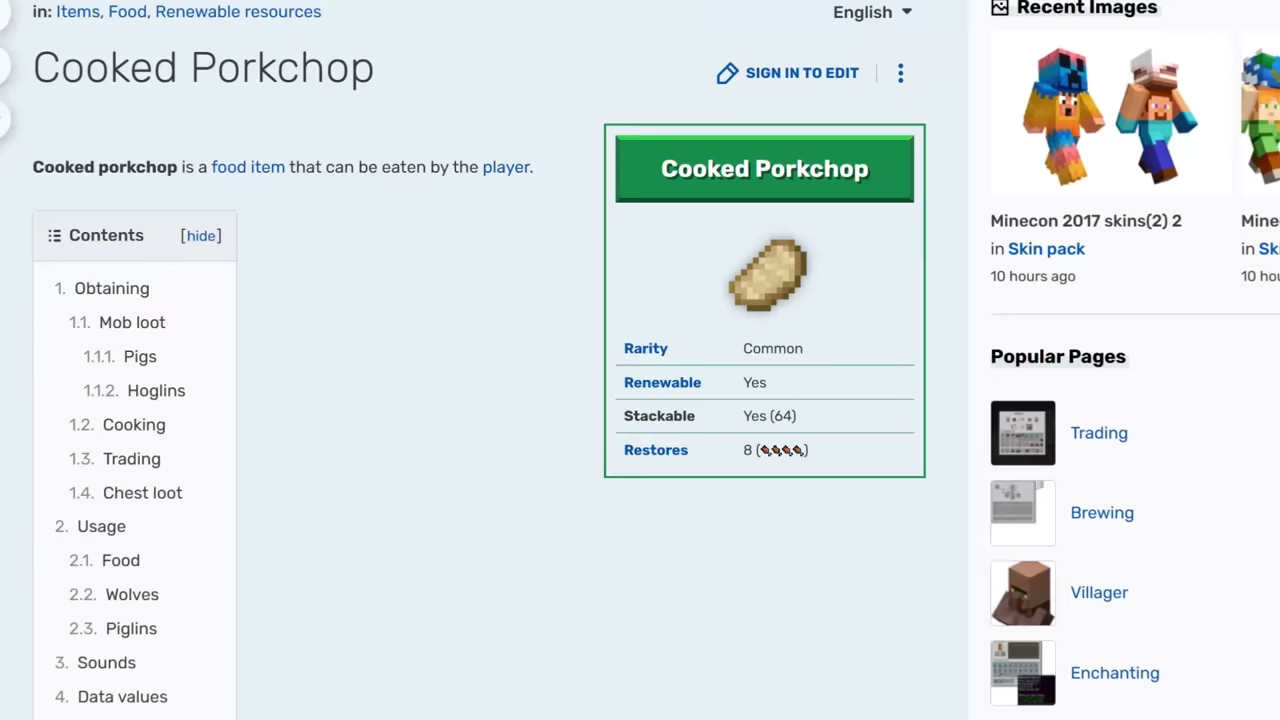 in: Items, Food, Renewable resources
English
Cooked Porkchop
SIGN IN TO EDIT
Cooked porkchop is a food item that can be eaten by the player.
Contents [hide]
1. Obtaining
1.1. Mob loot
1.1.1. Pigs
1.1.2. Hoglins
1.2. Cooking
1.3. Trading
1.4. Chest loot
2. Usage
2.1. Food
2.2. Wolves
2.3. Piglins
3. Sounds
4. Data values
Cooked Porkchop
Rarity Common
Renewable Yes
Stackable Yes (64)
Restores 8 ()
Recent Images
Minecon 2017 skins(2) 2
in Skin pack
10 hours ago
Mine
in Sk
10 hou
Popular Pages
Trading
Brewing
Villager
Enchanting